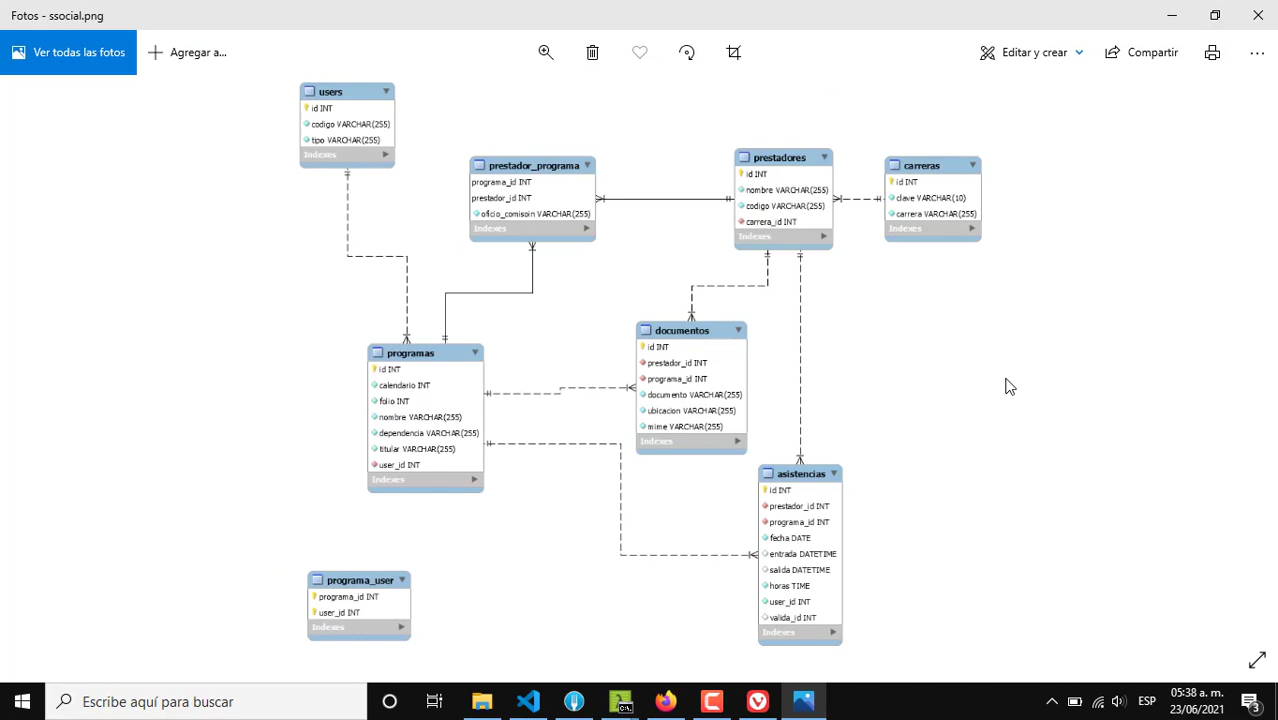 Fotos - ssocial.png
Ver todas las fotos
Agregar a...
Editar y crear
Compartir
users
id INT
codigo VARCHAR(255)
tipo VARCHAR(255)
Indexes
prestador_programa
programa_id INT
prestador_id INT
oficio_comisoin VARCHAR(255)
Indexes
prestadores
id INT
nombre VARCHAR(255)
codigo VARCHAR(255)
carrera_id INT
Indexes
carreras
id INT
clave VARCHAR(10)
carrera VARCHAR(255)
Indexes
programas
id INT
calendario INT
folio INT
nombre VARCHAR(255)
dependencia VARCHAR(255)
titular VARCHAR(255)
user_id INT
Indexes
documentos
id INT
prestador_id INT
programa_id INT
documento VARCHAR(255)
ubicacion VARCHAR(255)
mime VARCHAR(255)
Indexes
asistencias
id INT
prestador_id INT
programa_id INT
fecha DATE
entrada DATETIME
salida DATETIME
horas TIME
user_id INT
valida_id INT
Indexes
programa_user
programa_id INT
user_id INT
Indexes
Escribe aquí para buscar
ESP
05:38 a. m.
23/06/2021
3